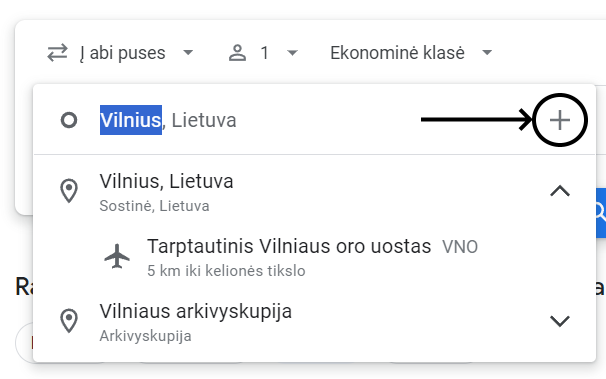 Į abi puses 1 Ekonominė klasė
Vilnius, Lietuva
Vilnius, Lietuva
Sostinė, Lietuva
Tarptautinis Vilniaus oro uostas VNO
5 km iki kelionės tikslo
Vilniaus arkivyskupija
Arkivyskupija